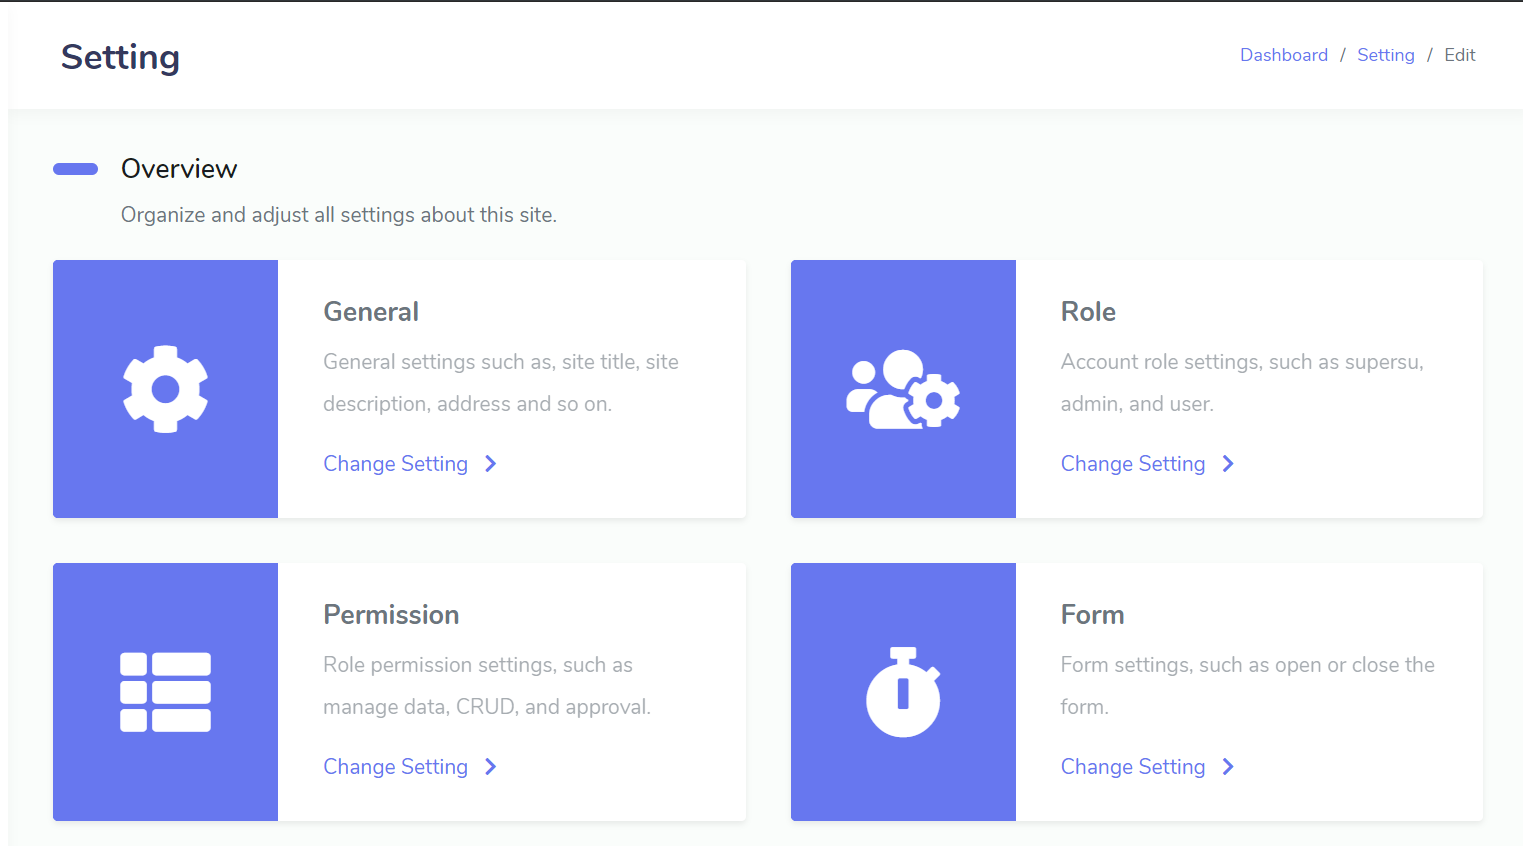 Setting
Dashboard / Setting / Edit
Overview
Organize and adjust all settings about this site.
General
General settings such as, site title, site
description, address and so on.
Change Setting
Role
Account role settings, such as supersu,
admin, and user.
Change Setting
Permission
Role permission settings, such as
manage data, CRUD, and approval.
Change Setting
Form
Form settings, such as open or close the
form.
Change Setting